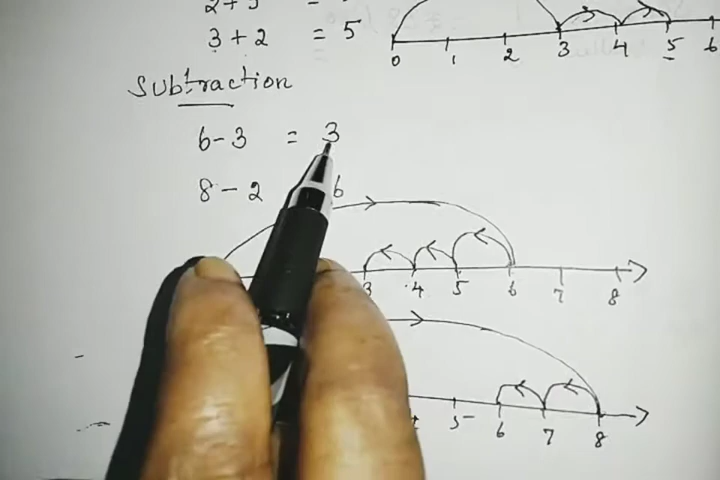 3 + 2 = 5
0 1 2 3 4 5 6
Subtraction
6 - 3 = 3
8 - 2 6
3 4 5 6 7 8
5 6 7 8